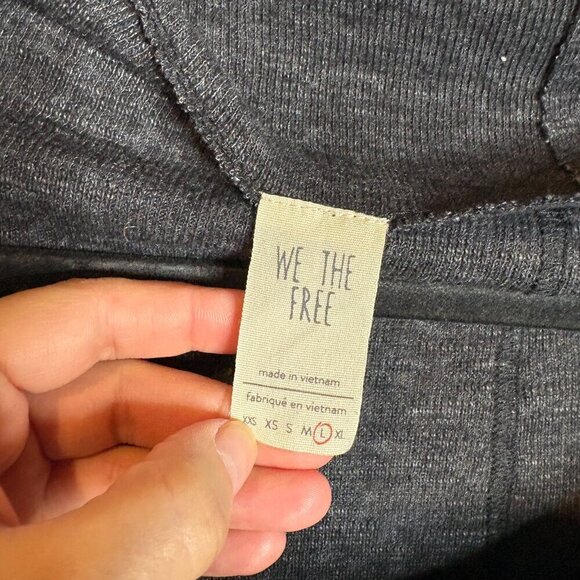 WE THE
FREE
made in vietnam
fabriqué en vietnam
XXS XS S M L XL